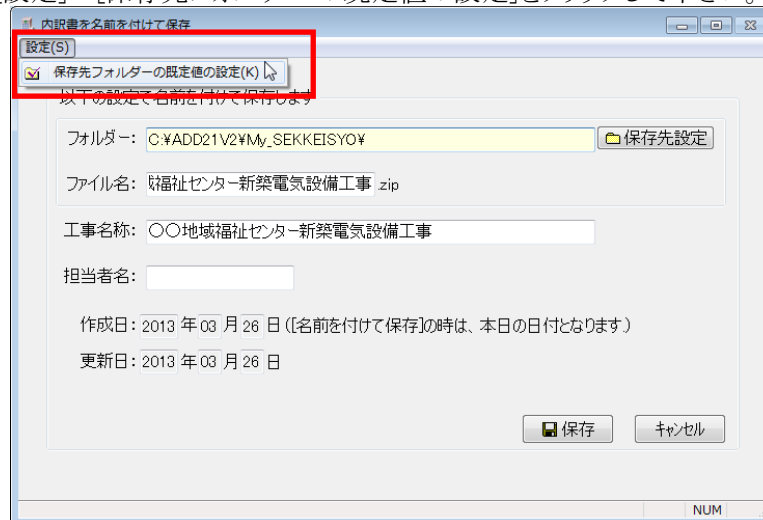 内訳書を名前を付けて保存
設定(S)
保存先フォルダーの既定値の設定(K)
以下の設定で名前を付けて保存します
フォルダー: C:¥ADD21V2¥My_SEKKEISYO¥ 保存先設定
ファイル名: 福祉センター新築電気設備工事 .zip
工事名称: 〇〇地域福祉センター新築電気設備工事
担当者名:
作成日: 2013 年 03 月 26 日 ([名前を付けて保存]の時は、本日の日付となります)
更新日: 2013 年 03 月 26 日
保存 キャンセル
NUM